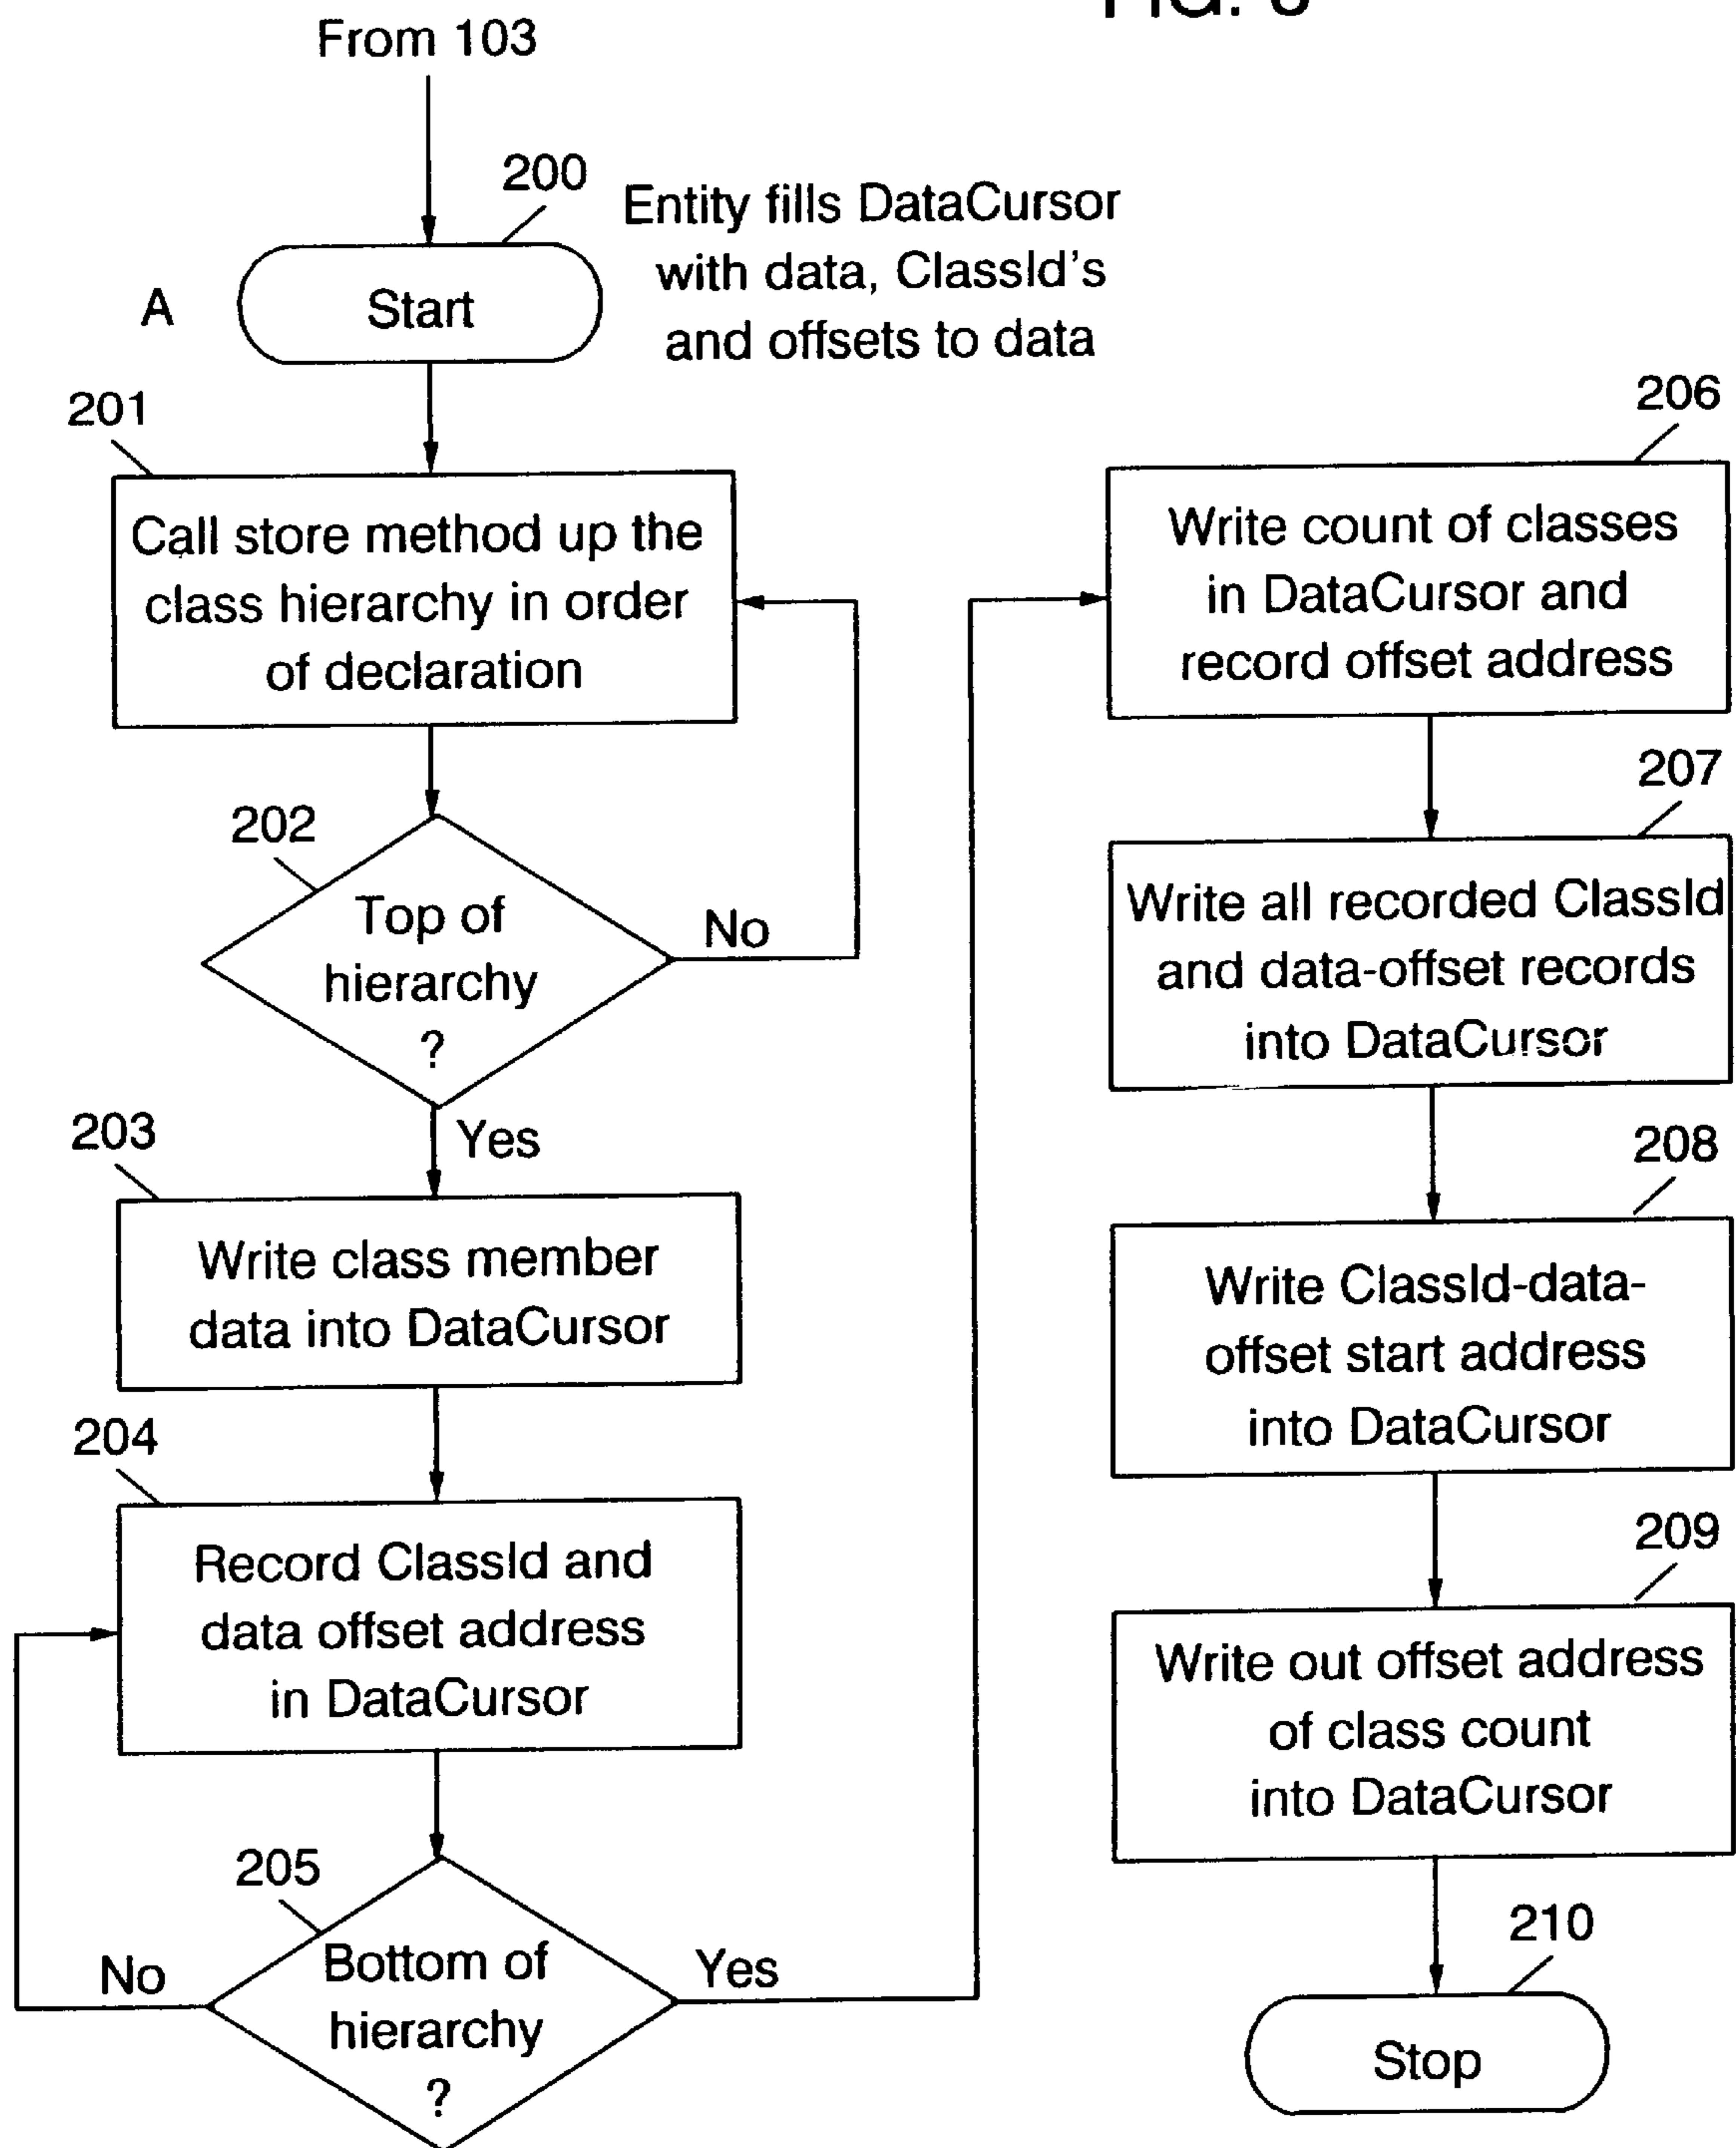 From 103
200
Entity fills DataCursor
with data, ClassId's
and offsets to data
A
Start
201
Call store method up the
class hierarchy in order
of declaration
202
Top of
hierarchy
?
No
Yes
203
Write class member
data into DataCursor
204
Record ClassId and
data offset address
in DataCursor
205
Bottom of
hierarchy
?
No
Yes
206
Write count of classes
in DataCursor and
record offset address
207
Write all recorded ClassId
and data-offset records
into DataCursor
208
Write ClassId-data-
offset start address
into DataCursor
209
Write out offset address
of class count
into DataCursor
210
Stop
FIG.